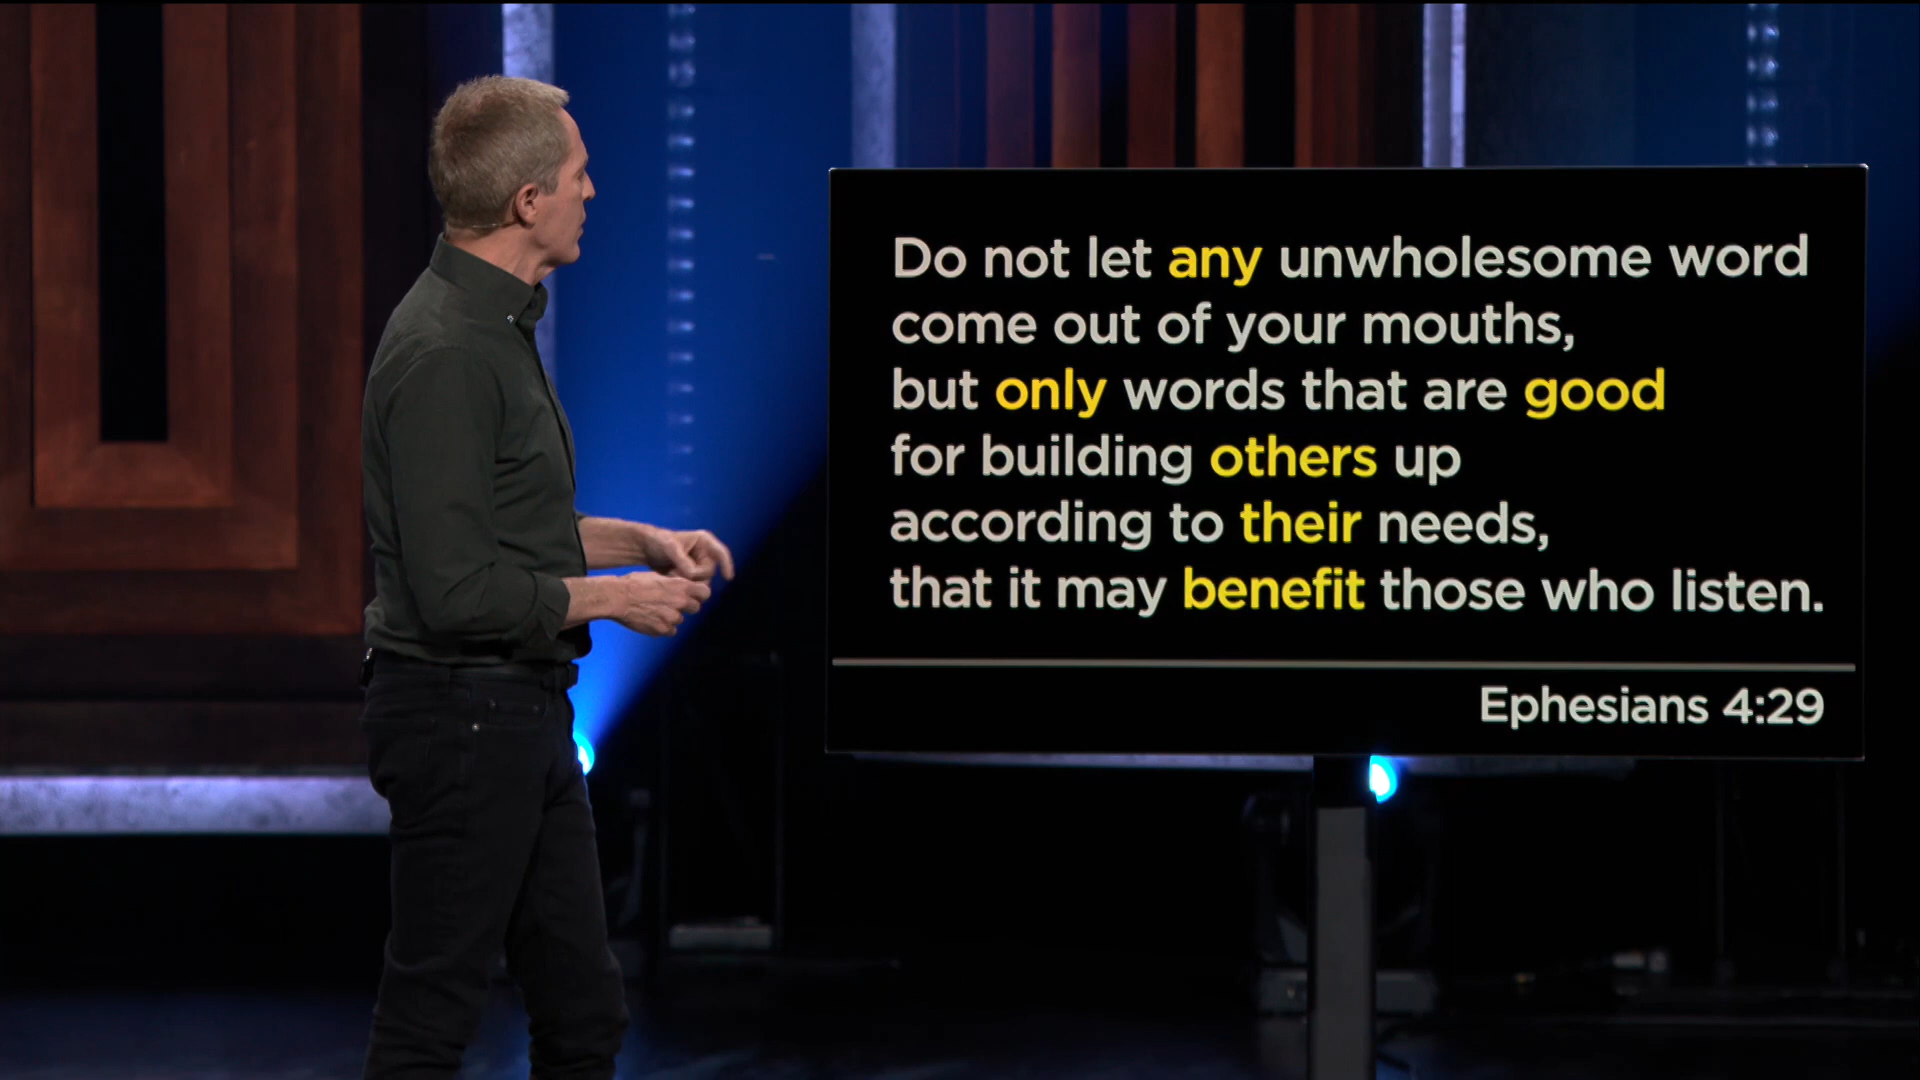 Do not let any unwholesome word
come out of your mouths,
but only words that are good
for building others up
according to their needs,
that it may benefit those who listen.
Ephesians 4:29